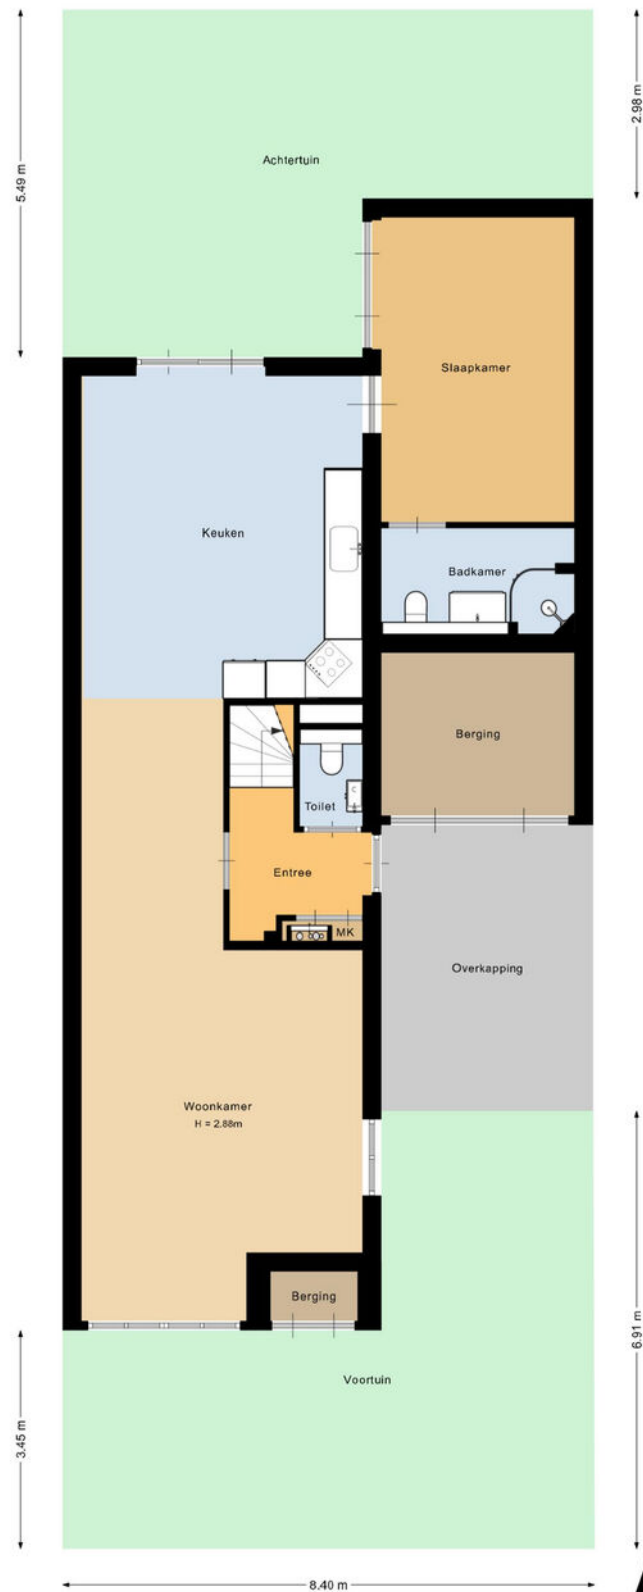 2.98 m
5.49 m
Achtertuin
Slaapkamer
Keuken
Badkamer
Berging
Toilet
Entree
MK
Overkapping
Woonkamer
H = 2.88m
Berging
6.91 m
Voortuin
3.45 m
8.40 m